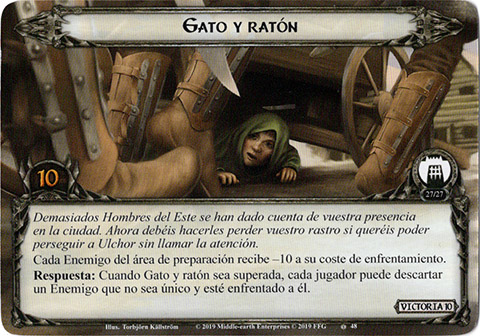 Gato y ratón
10
27/27
Demasiados Hombres del Este se han dado cuenta de vuestra presencia
en la ciudad. Ahora debéis hacerles perder vuestro rastro si queréis poder
perseguir a Ulchor sin llamar la atención.
Cada Enemigo del área de preparación recibe –10 a su coste de enfrentamiento.
Respuesta: Cuando Gato y ratón sea superada, cada jugador puede descartar
un Enemigo que no sea único y esté enfrentado a él.
VICTORIA 10
Illus. Torbjörn Källström © 2019 Middle-earth Enterprises © 2019 FFG 48